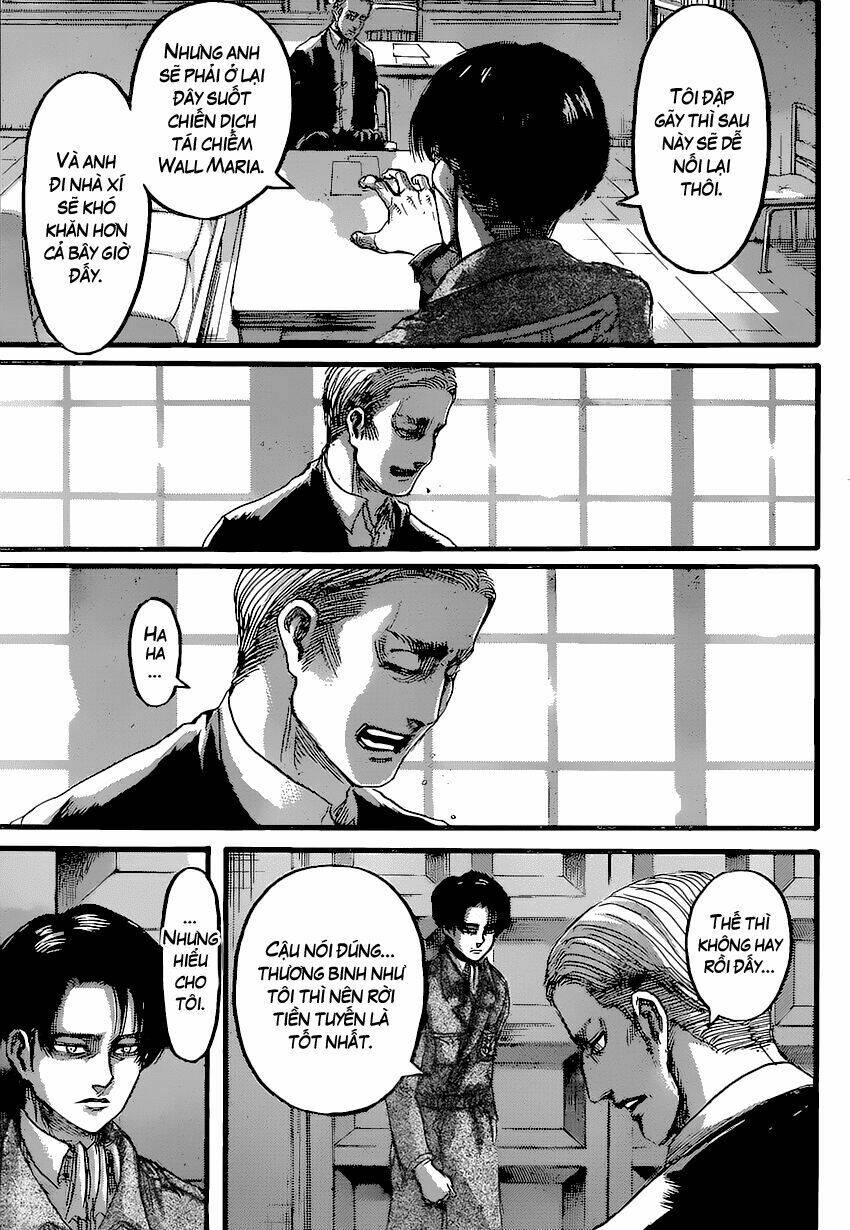 TÔI ĐẬP
GÃY THÌ SAU
NÀY SẼ DỄ
NỐI LẠI
THÔI.
NHƯNG ANH
SẼ PHẢI Ở LẠI
ĐÂY SUỐT
CHIẾN DỊCH
TÁI CHIẾM
WALL MARIA.
VÀ ANH
ĐI NHÀ XÍ
SẼ KHÓ
KHĂN HƠN
CẢ BÂY GIỜ
ĐẤY.
HA
HA
...
THẾ THÌ
KHÔNG HAY
RỒI ĐẤY...
CẬU NÓI ĐÚNG...
THƯƠNG BINH NHƯ
TÔI THÌ NÊN RỜI
TIỀN TUYẾN LÀ
TỐT NHẤT.
...
NHƯNG
HIỂU
CHO
TÔI.